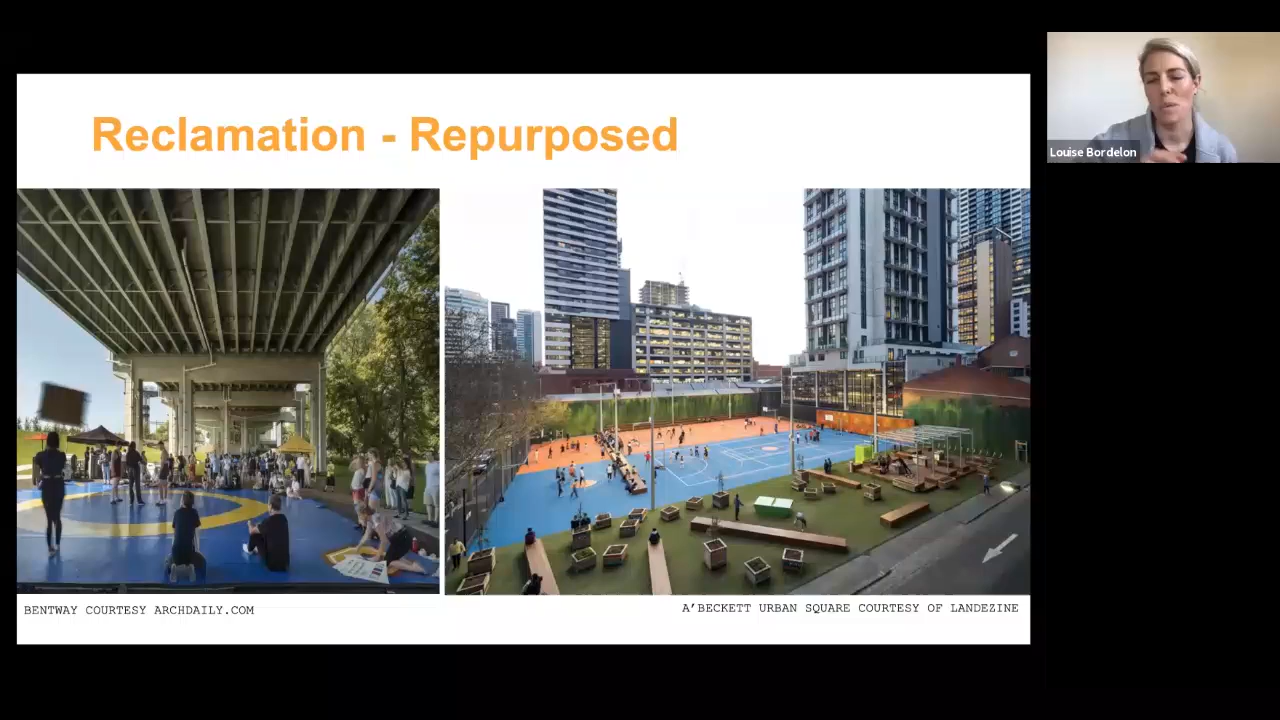 Reclamation - Repurposed
Louise Bordelon
BENTWAY COURTESY ARCHDAILY.COM
A’BECKETT URBAN SQUARE COURTESY OF LANDEZINE